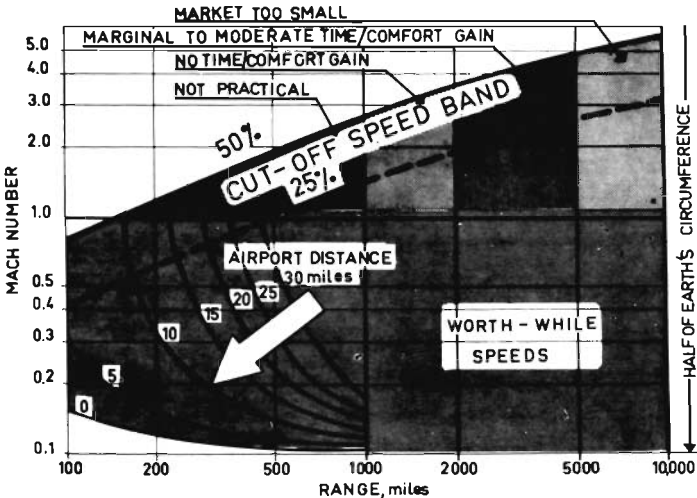 MARKET TOO SMALL
MARGINAL TO MODERATE TIME/COMFORT GAIN
NO TIME/COMFORT GAIN
NOT PRACTICAL
50%
CUT-OFF SPEED BAND
25%
5.0
4.0
3.0
2.0
1.0
0.5
0.4
0.3
0.2
0.1
MACH NUMBER
AIRPORT DISTANCE
30 miles
25
20
15
10
5
0
WORTH-WHILE
SPEEDS
HALF OF EARTH'S CIRCUMFERENCE
100
200
500
1000
2000
5000
10,000
RANGE, miles